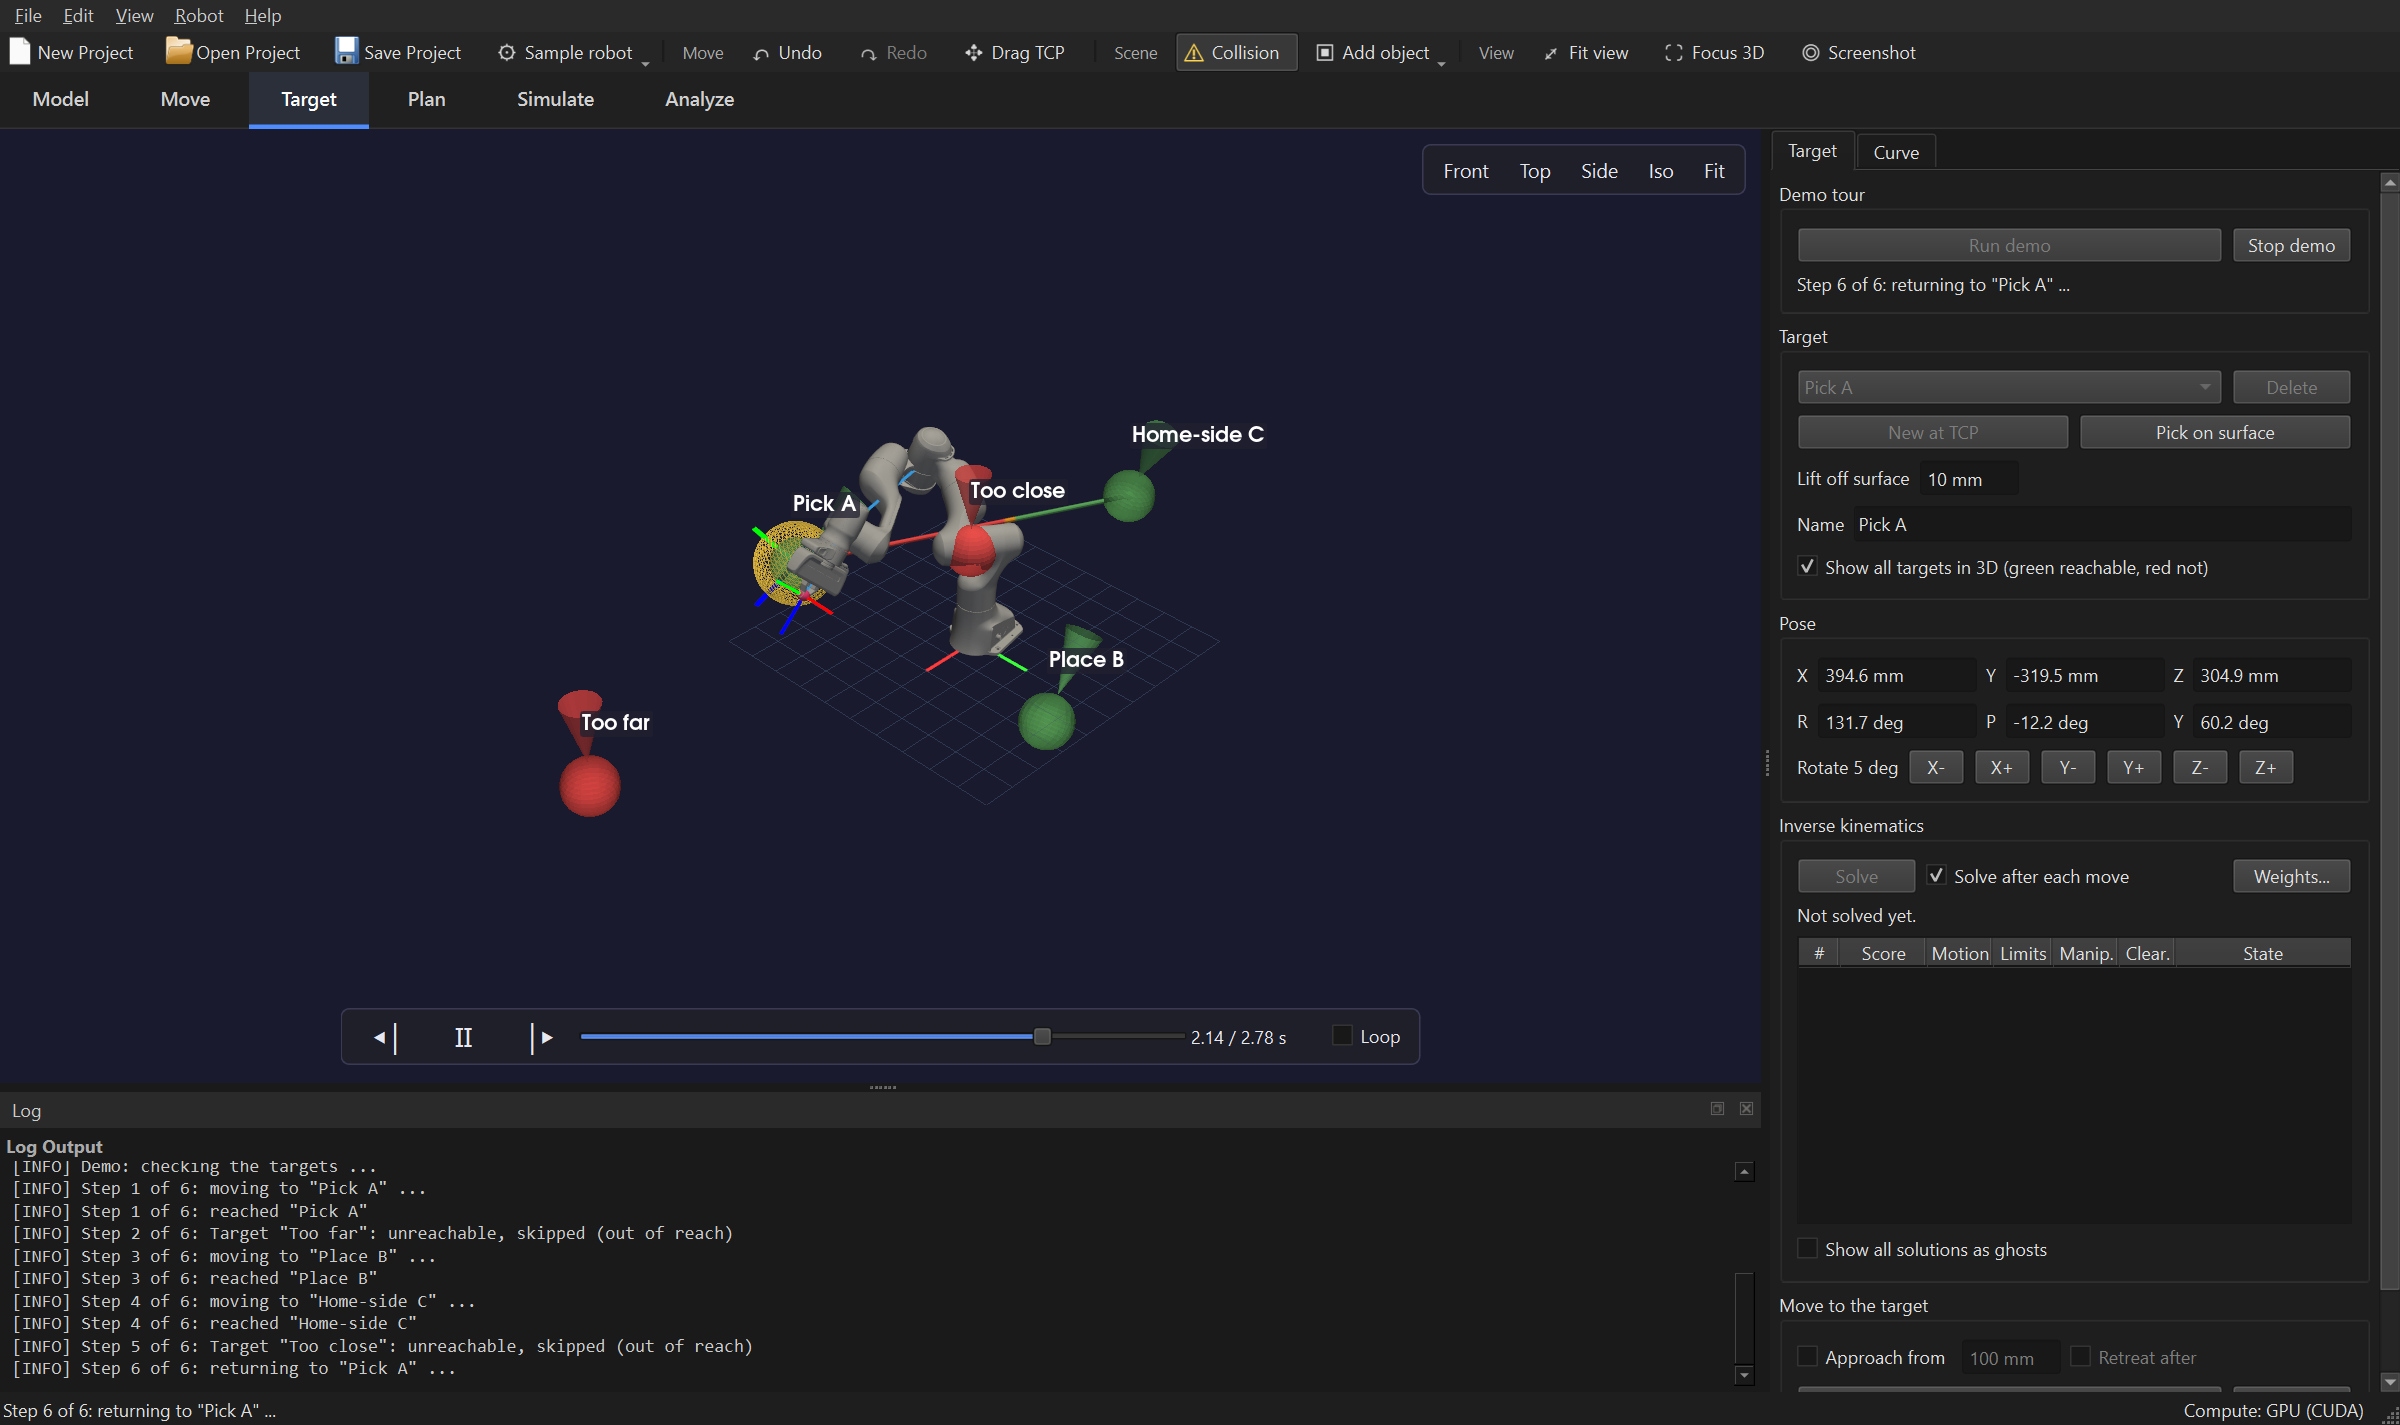 File Edit View Robot Help
New Project Open Project Save Project Sample robot Move Undo Redo Drag TCP Scene Collision Add object View Fit view Focus 3D Screenshot
Model Move Target Plan Simulate Analyze
Front Top Side Iso Fit
Home-side C
Too close
Pick A
Place B
Too far
2.14 / 2.78 s Loop
Log
Log Output
[INFO] Demo: checking the targets ...
[INFO] Step 1 of 6: moving to "Pick A" ...
[INFO] Step 1 of 6: reached "Pick A"
[INFO] Step 2 of 6: Target "Too far": unreachable, skipped (out of reach)
[INFO] Step 3 of 6: moving to "Place B" ...
[INFO] Step 3 of 6: reached "Place B"
[INFO] Step 4 of 6: moving to "Home-side C" ...
[INFO] Step 4 of 6: reached "Home-side C"
[INFO] Step 5 of 6: Target "Too close": unreachable, skipped (out of reach)
[INFO] Step 6 of 6: returning to "Pick A" ...
Target Curve
Demo tour
Run demo Stop demo
Step 6 of 6: returning to "Pick A" ...
Target
Pick A Delete
New at TCP Pick on surface
Lift off surface 10 mm
Name Pick A
Show all targets in 3D (green reachable, red not)
Pose
X 394.6 mm Y -319.5 mm Z 304.9 mm
R 131.7 deg P -12.2 deg Y 60.2 deg
Rotate 5 deg X- X+ Y- Y+ Z- Z+
Inverse kinematics
Solve Solve after each move Weights...
Not solved yet.
# Score Motion Limits Manip. Clear. State
Show all solutions as ghosts
Move to the target
Approach from 100 mm Retreat after
Step 6 of 6: returning to "Pick A" ...
Compute: GPU (CUDA)